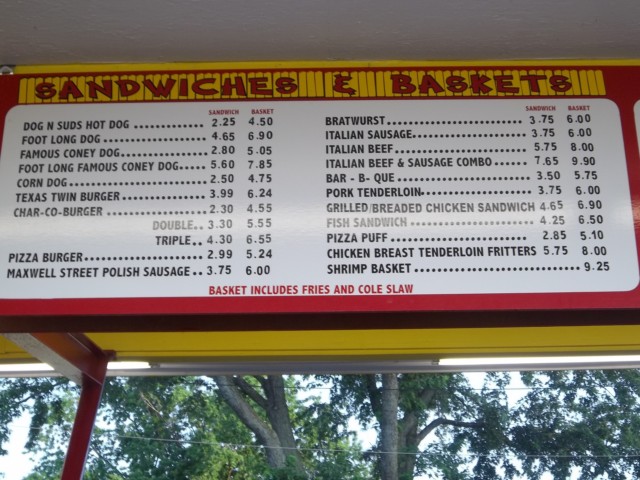 SANDWICHES & BASKETS
SANDWICH BASKET
DOG N SUDS HOT DOG .............. 2.25 4.50
FOOT LONG DOG .................... 4.65 6.90
FAMOUS CONEY DOG................ 2.80 5.05
FOOT LONG FAMOUS CONEY DOG..... 5.60 7.85
CORN DOG........................... 2.50 4.75
TEXAS TWIN BURGER ................ 3.99 6.24
CHAR-CO-BURGER .................. 2.30 4.55
DOUBLE.. 3.30 5.55
TRIPLE.. 4.30 6.55
PIZZA BURGER....................... 2.99 5.24
MAXWELL STREET POLISH SAUSAGE.. 3.75 6.00
SANDWICH BASKET
BRATWURST........................... 3.75 6.00
ITALIAN SAUSAGE...................... 3.75 6.00
ITALIAN BEEF.......................... 5.75 8.00
ITALIAN BEEF & SAUSAGE COMBO ....... 7.65 9.90
BAR - B- QUE .......................... 3.50 5.75
PORK TENDERLOIN..................... 3.75 6.00
GRILLED/BREADED CHICKEN SANDWICH 4.65 6.90
FISH SANDWICH ....................... 4.25 6.50
PIZZA PUFF .......................... 2.85 5.10
CHICKEN BREAST TENDERLOIN FRITTERS 5.75 8.00
SHRIMP BASKET ............................... 9.25
BASKET INCLUDES FRIES AND COLE SLAW